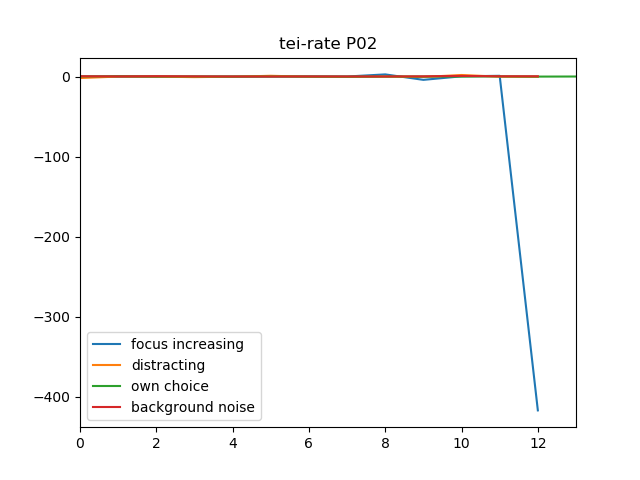 tei-rate P02
0
−100
−200
−300
−400
focus increasing
distracting
own choice
background noise
0 2 4 6 8 10 12